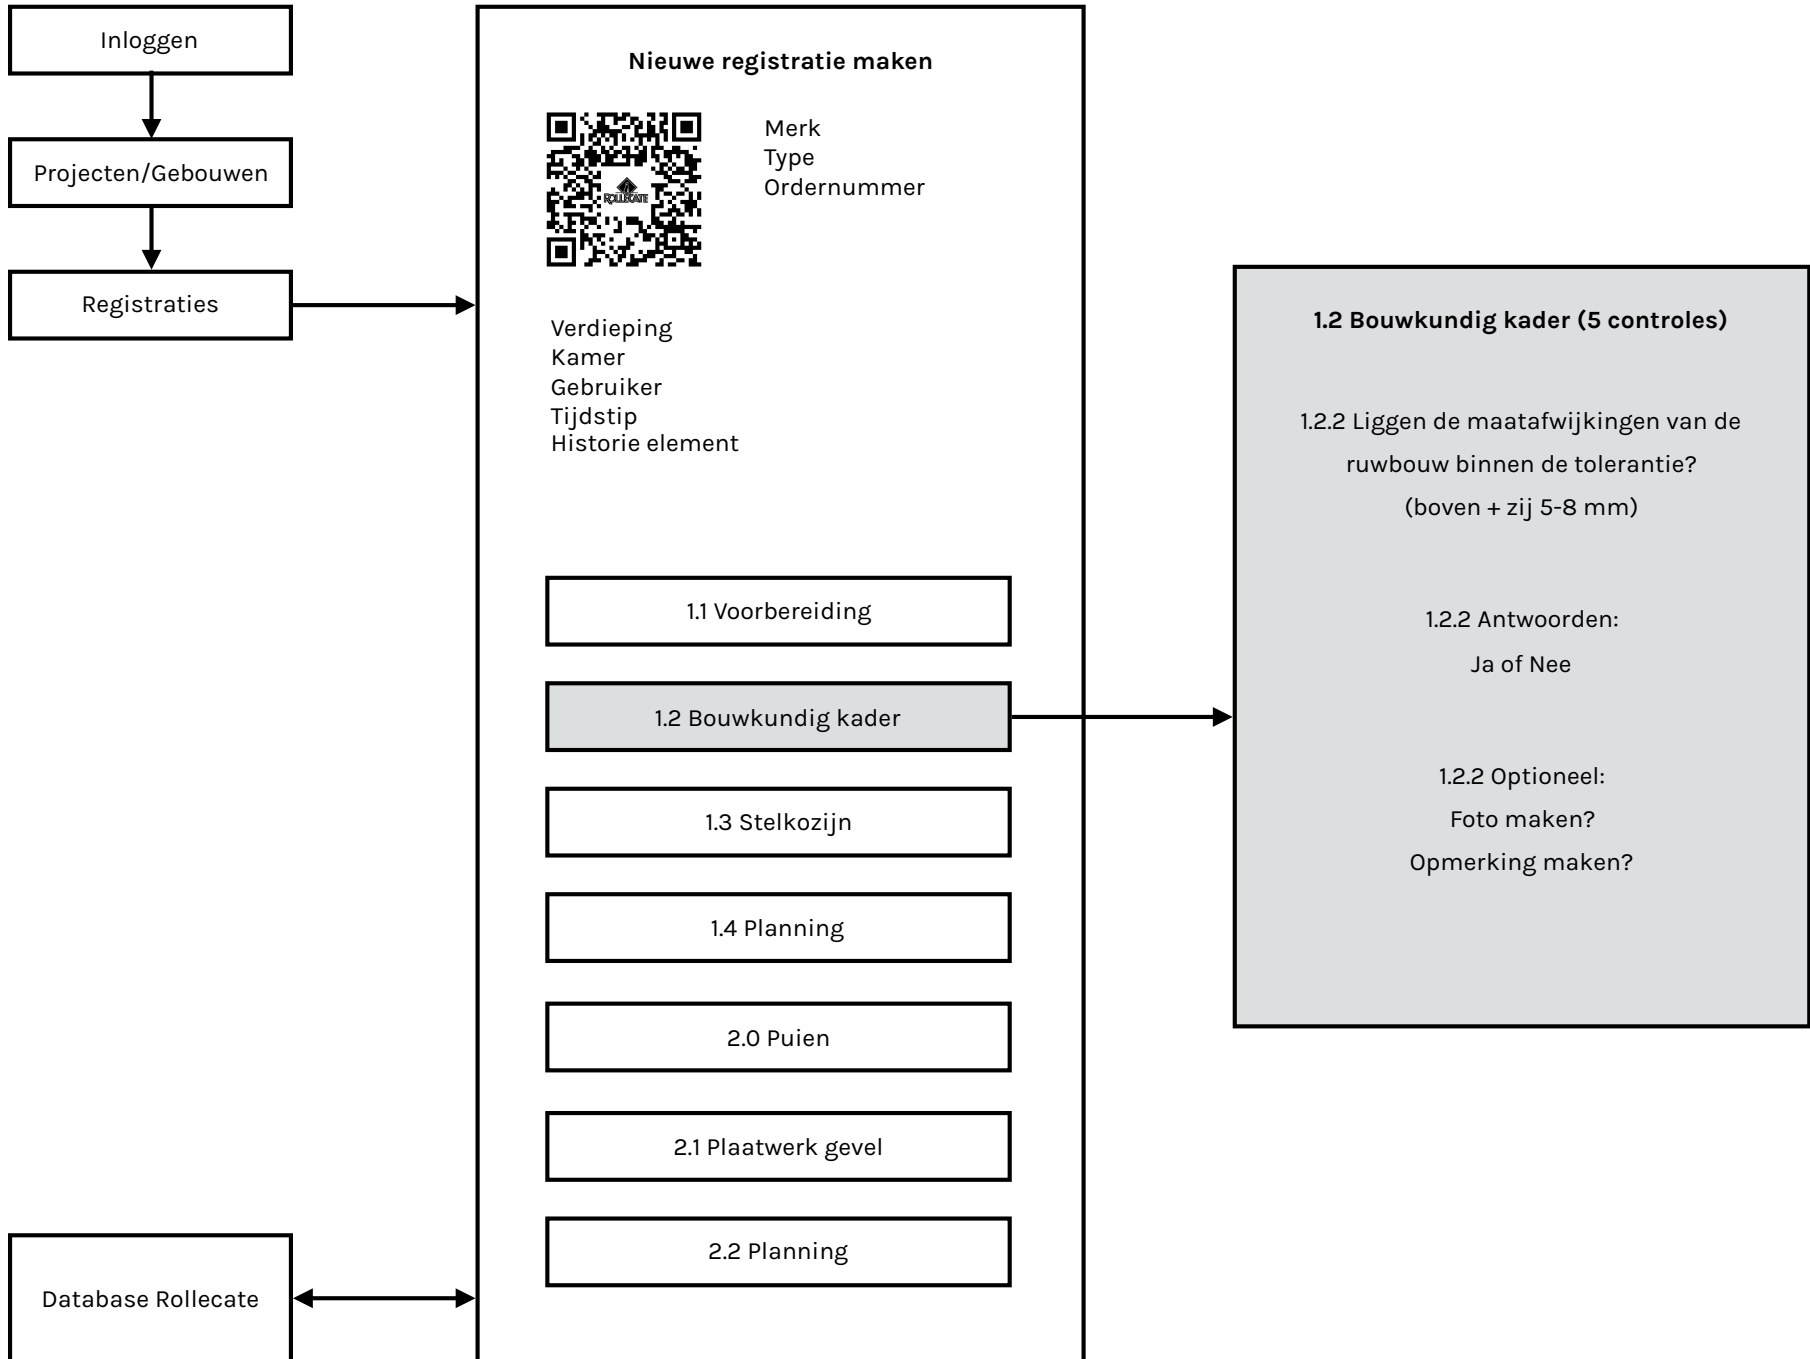 Inloggen
Projecten/Gebouwen
Registraties
Nieuwe registratie maken
ROLLECATE
Merk
Type
Ordernummer
Verdieping
Kamer
Gebruiker
Tijdstip
Historie element
1.1 Voorbereiding
1.2 Bouwkundig kader
1.3 Stelkozijn
1.4 Planning
2.0 Puien
2.1 Plaatwerk gevel
2.2 Planning
Database Rollecate
1.2 Bouwkundig kader (5 controles)
1.2.2 Liggen de maatafwijkingen van de
ruwbouw binnen de tolerantie?
(boven + zij 5-8 mm)
1.2.2 Antwoorden:
Ja of Nee
1.2.2 Optioneel:
Foto maken?
Opmerking maken?